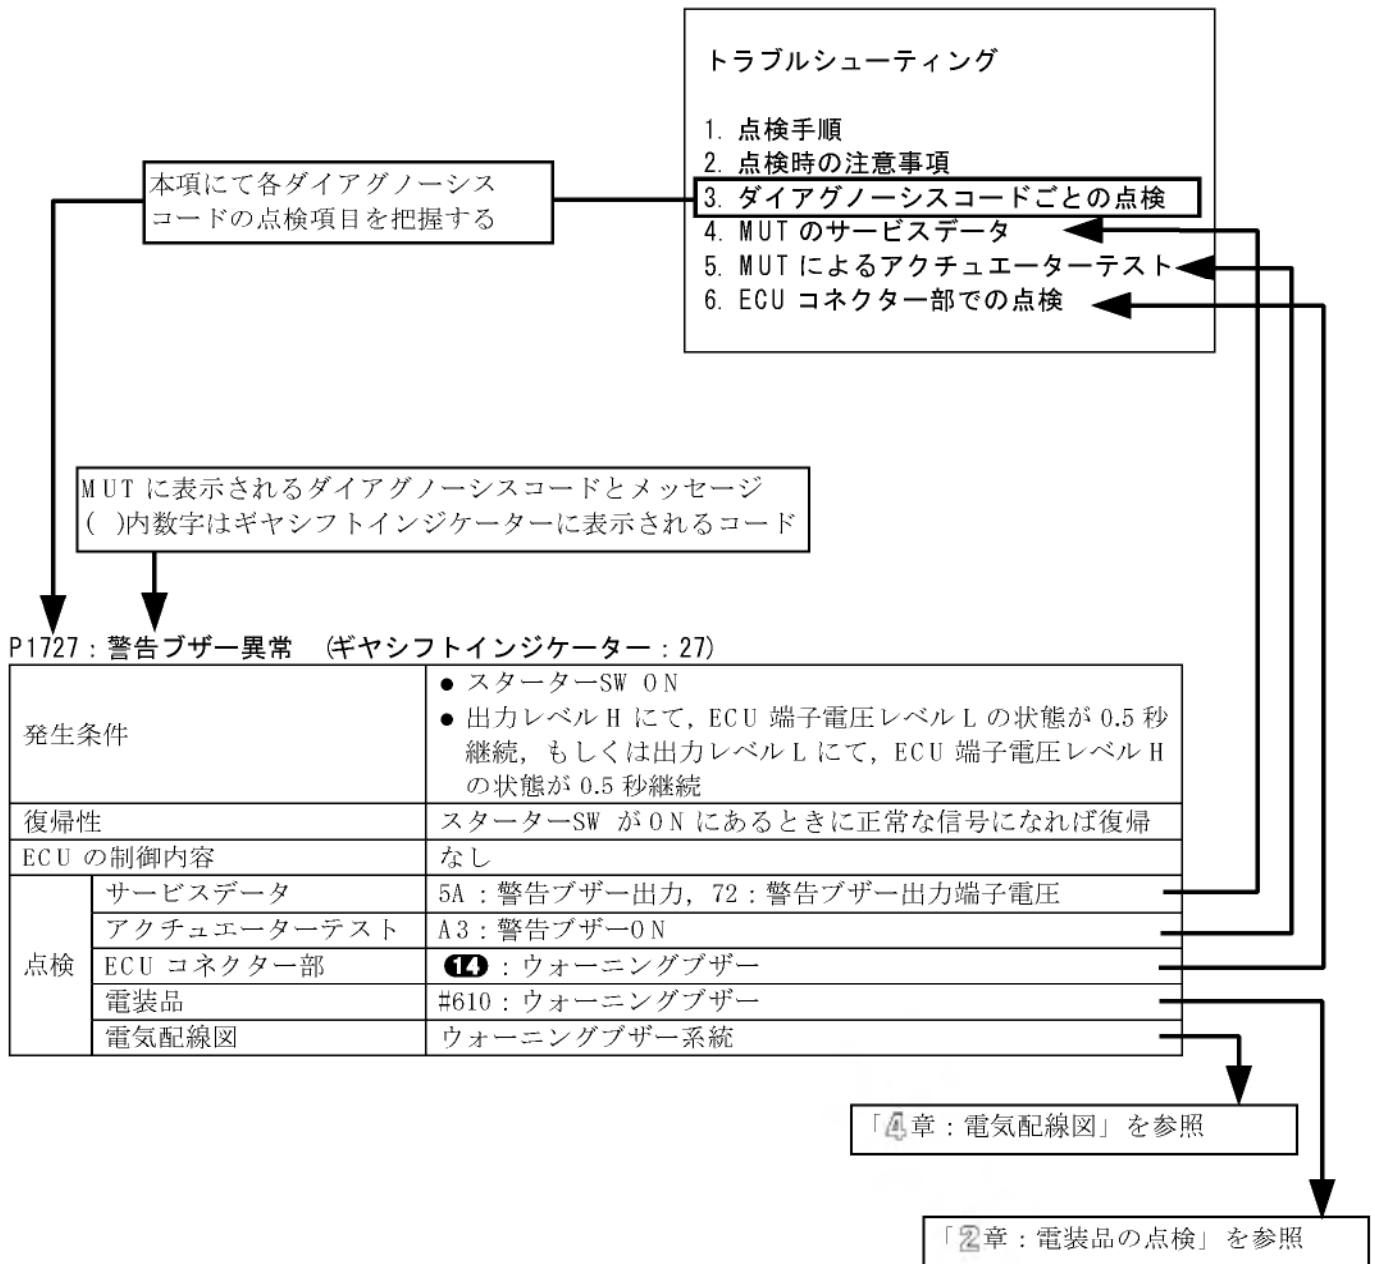 トラブルシューティング
1. 点検手順
2. 点検時の注意事項
3. ダイアグノーシスコードごとの点検
4. MUT のサービスデータ
5. MUT によるアクチュエーターテスト
6. ECU コネクター部での点検
本項にて各ダイアグノーシス
コードの点検項目を把握する
MUT に表示されるダイアグノーシスコードとメッセージ
( )内数字はギヤシフトインジケーターに表示されるコード
P1727：警告ブザー異常 (ギヤシフトインジケーター：27)
発生条件
● スターターSW ON
● 出力レベル H にて，ECU 端子電圧レベル L の状態が 0.5 秒
継続，もしくは出力レベル L にて，ECU 端子電圧レベル H
の状態が 0.5 秒継続
復帰性 スターターSW が ON にあるときに正常な信号になれば復帰
ECU の制御内容 なし
点検
サービスデータ 5A：警告ブザー出力，72：警告ブザー出力端子電圧
アクチュエーターテスト A3：警告ブザーON
ECU コネクター部 14：ウォーニングブザー
電装品 #610：ウォーニングブザー
電気配線図 ウォーニングブザー系統
「4章：電気配線図」を参照
「2章：電装品の点検」を参照